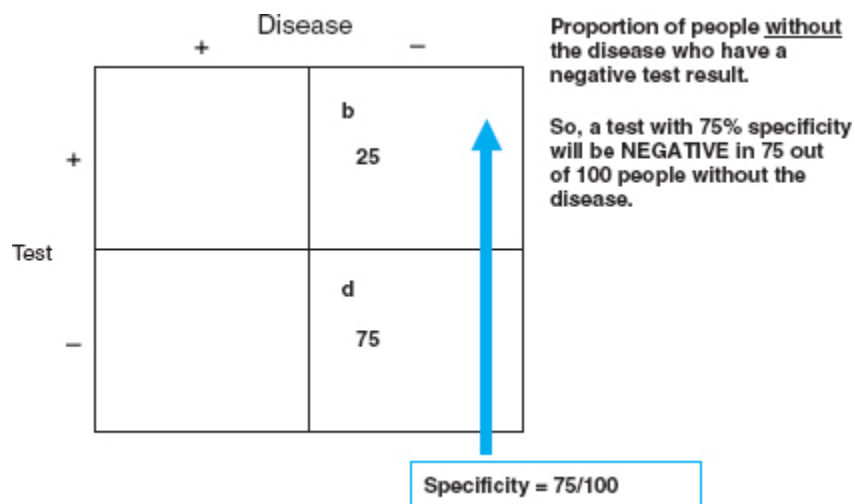 Disease
+ −
Proportion of people without
the disease who have a
negative test result.
So, a test with 75% specificity
will be NEGATIVE in 75 out
of 100 people without the
disease.
b
+ 25
Test
d
− 75
Specificity = 75/100